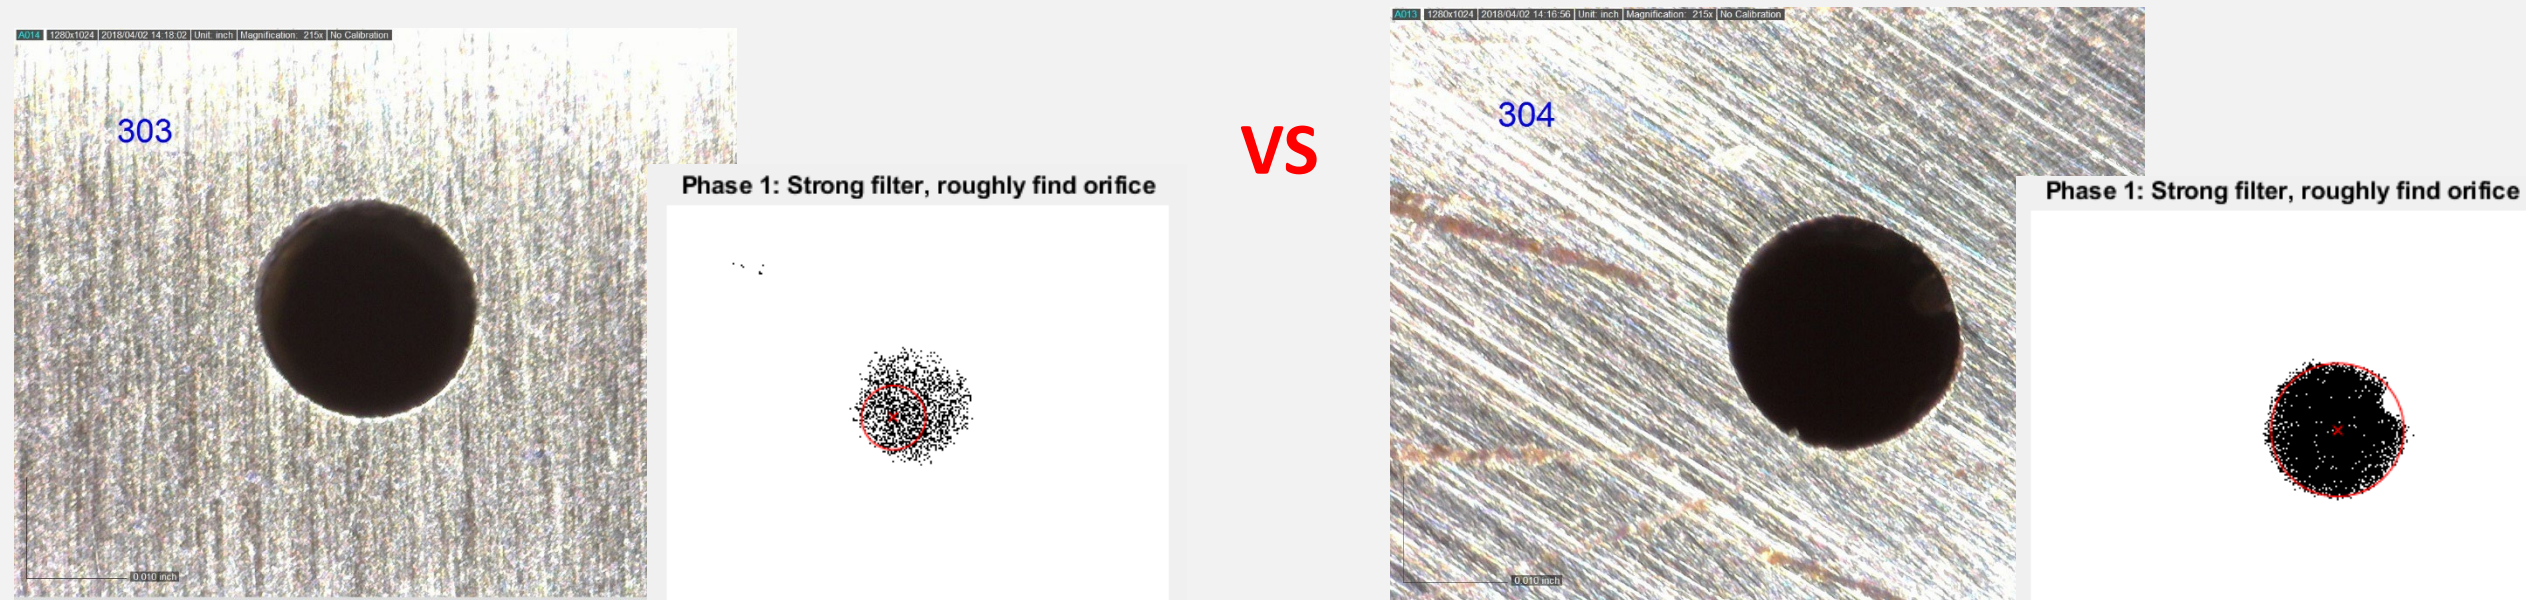 A014 1280x1024 2018/04/02 14:18:02 Unit: inch Magnification: 215x No Calibration
303
0.010 inch
Phase 1: Strong filter, roughly find orifice
VS
A013 1280x1024 2018/04/02 14:16:56 Unit: inch Magnification: 215x No Calibration
304
0.010 inch
Phase 1: Strong filter, roughly find orifice